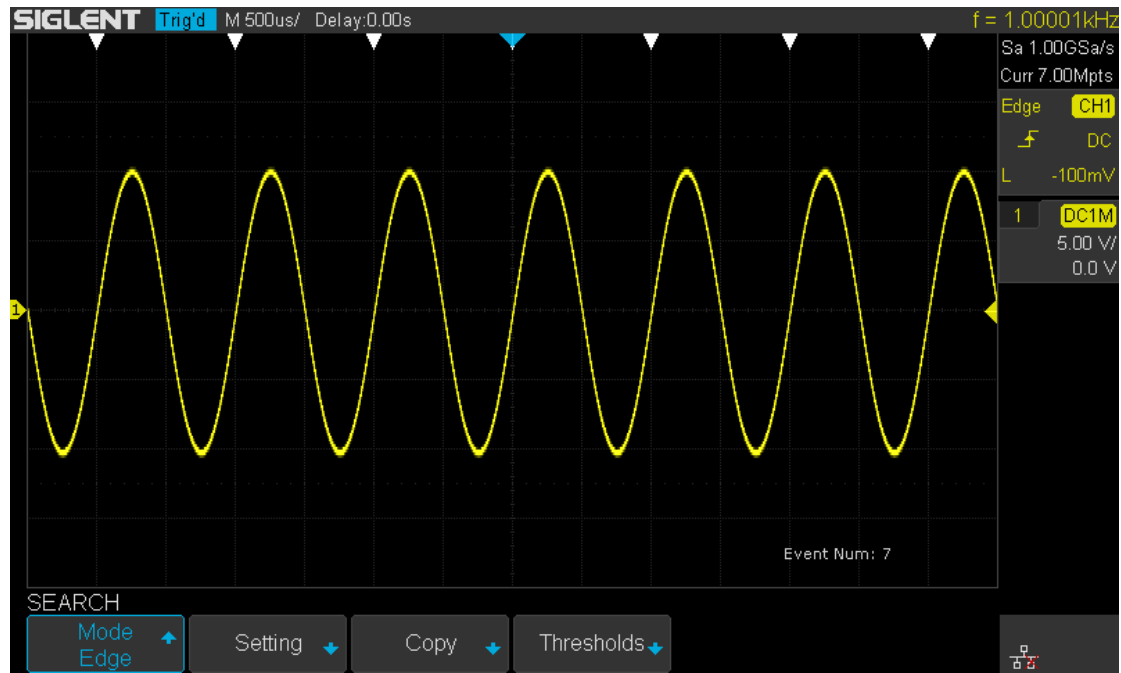 SIGLENT Trig'd M 500us/ Delay:0.00s f = 1.00001kHz
Sa 1.00GSa/s
Curr 7.00Mpts
Edge CH1
DC
L -100mV
1 DC1M
5.00 V/
0.0 V
1
Event Num: 7
SEARCH
Mode
Edge
Setting
Copy
Thresholds